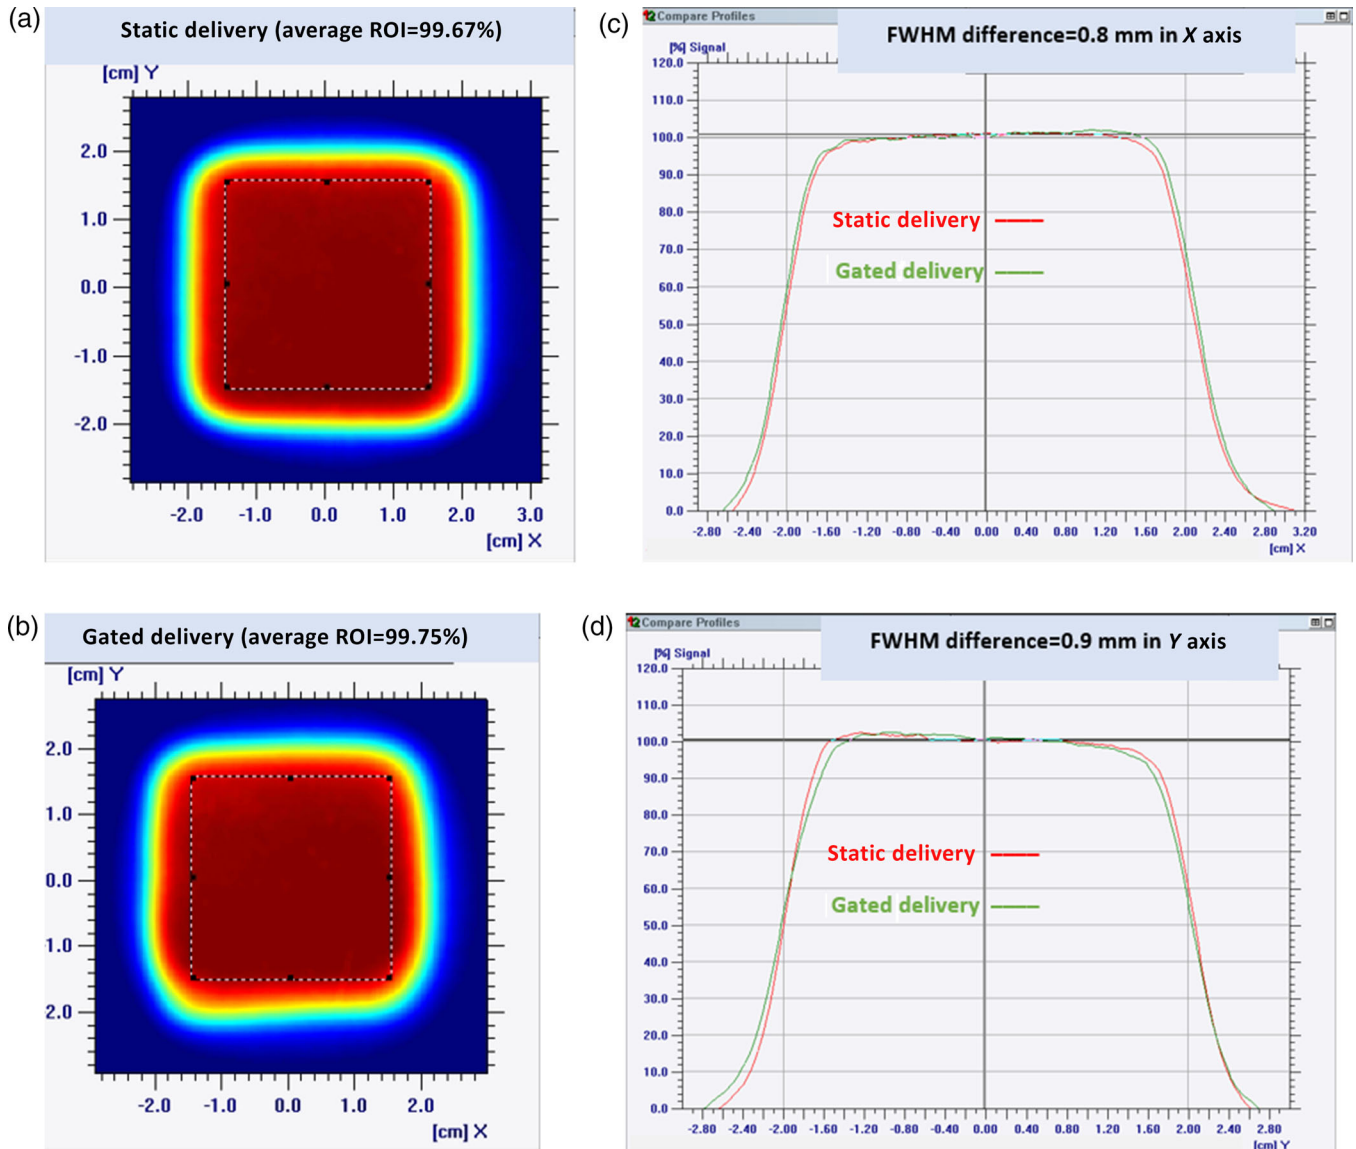 (a)
Static delivery (average ROI=99.67%)
[cm] Y
2.0
1.0
0.0
-1.0
-2.0
-2.0 -1.0 0.0 1.0 2.0 3.0
[cm] X
(c)
Compare Profiles
FWHM difference=0.8 mm in X axis
[%] Signal
120.0
110.0
100.0
90.0
80.0
70.0
60.0
50.0
40.0
30.0
20.0
10.0
0.0
Static delivery
Gated delivery
-2.80 -2.40 -2.00 -1.60 -1.20 -0.80 -0.40 0.00 0.40 0.80 1.20 1.60 2.00 2.40 2.80 3.20
[cm] X
(b)
Gated delivery (average ROI=99.75%)
[cm] Y
2.0
1.0
0.0
-1.0
2.0
-2.0 -1.0 0.0 1.0 2.0
[cm] X
(d)
Compare Profiles
FWHM difference=0.9 mm in Y axis
[%] Signal
120.0
110.0
100.0
90.0
80.0
70.0
60.0
50.0
40.0
30.0
20.0
10.0
0.0
Static delivery
Gated delivery
-2.80 -2.40 -2.00 -1.60 -1.20 -0.80 -0.40 0.00 0.40 0.80 1.20 1.60 2.00 2.40 2.80
[cm] Y